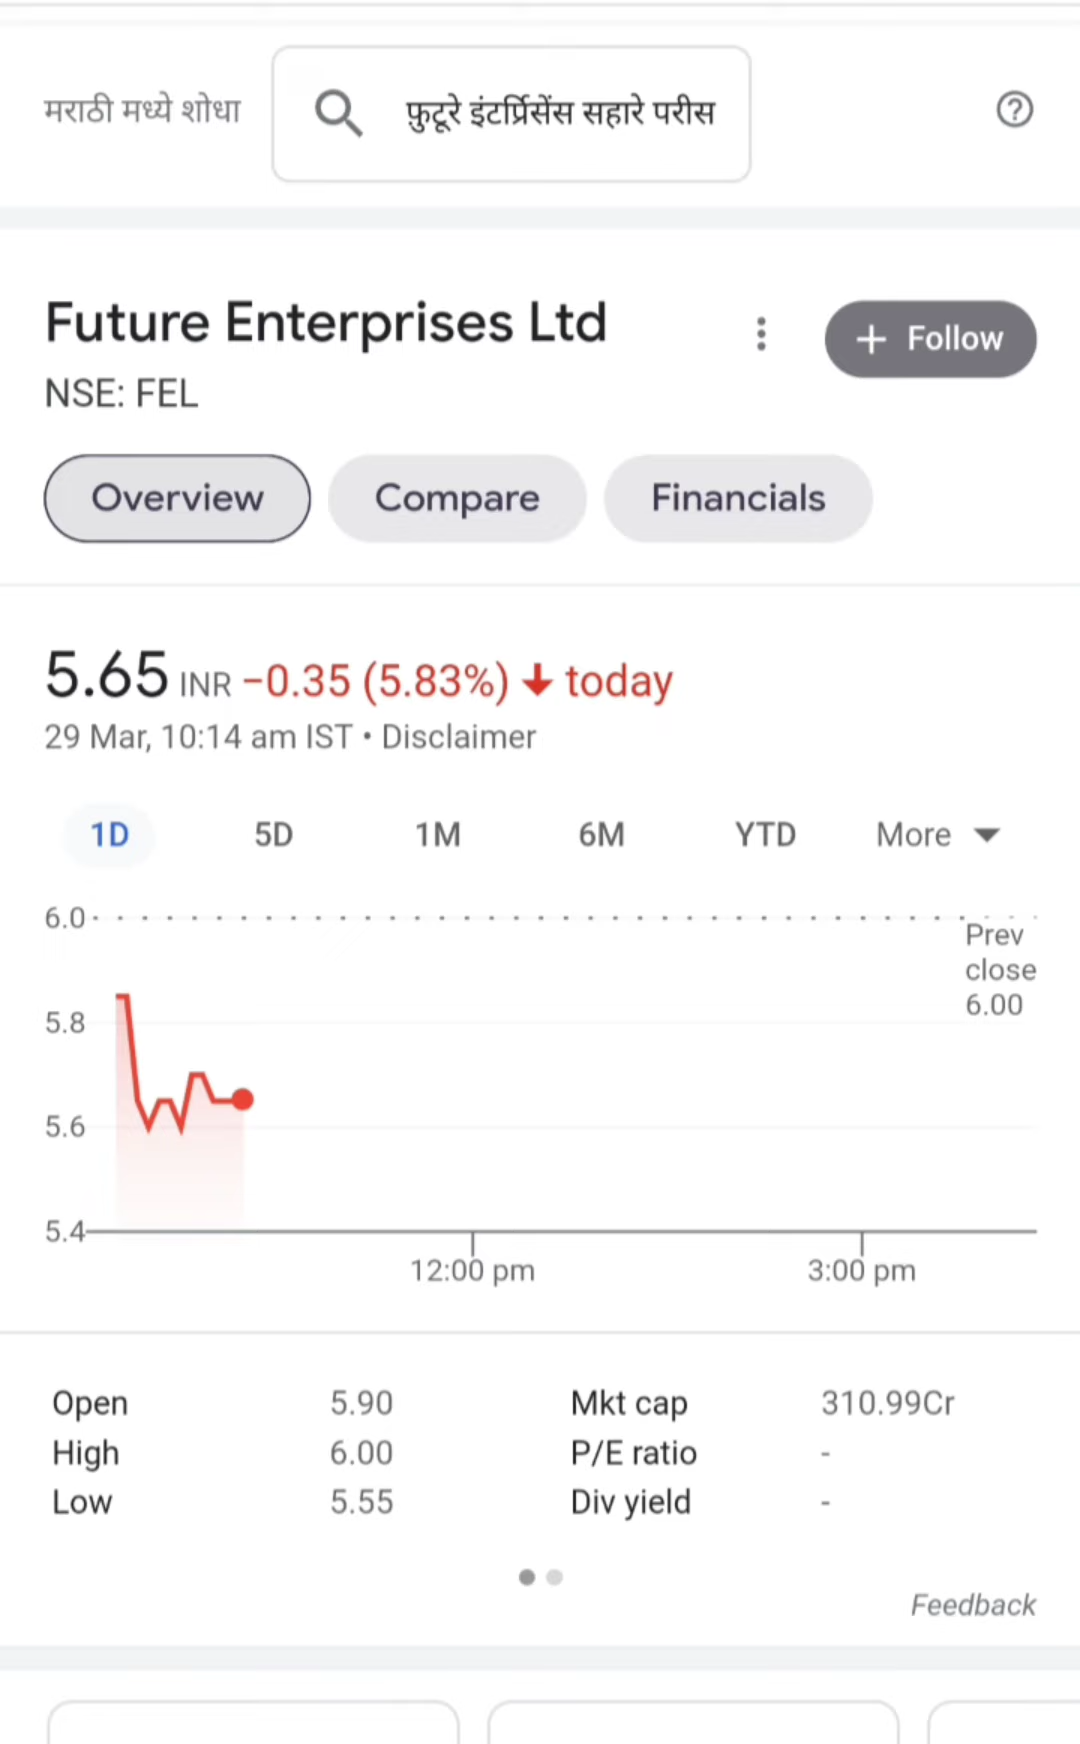 मराठी मध्ये शोधा
फ़ुटूरे इंटर्प्रिसेंस सहारे परीस
Future Enterprises Ltd
+ Follow
NSE: FEL
Overview Compare Financials
5.65 INR −0.35 (5.83%) ↓ today
29 Mar, 10:14 am IST • Disclaimer
1D 5D 1M 6M YTD More
6.0
Prev
close
6.00
5.8
5.6
5.4
12:00 pm 3:00 pm
Open 5.90 Mkt cap 310.99Cr
High 6.00 P/E ratio -
Low 5.55 Div yield -
Feedback